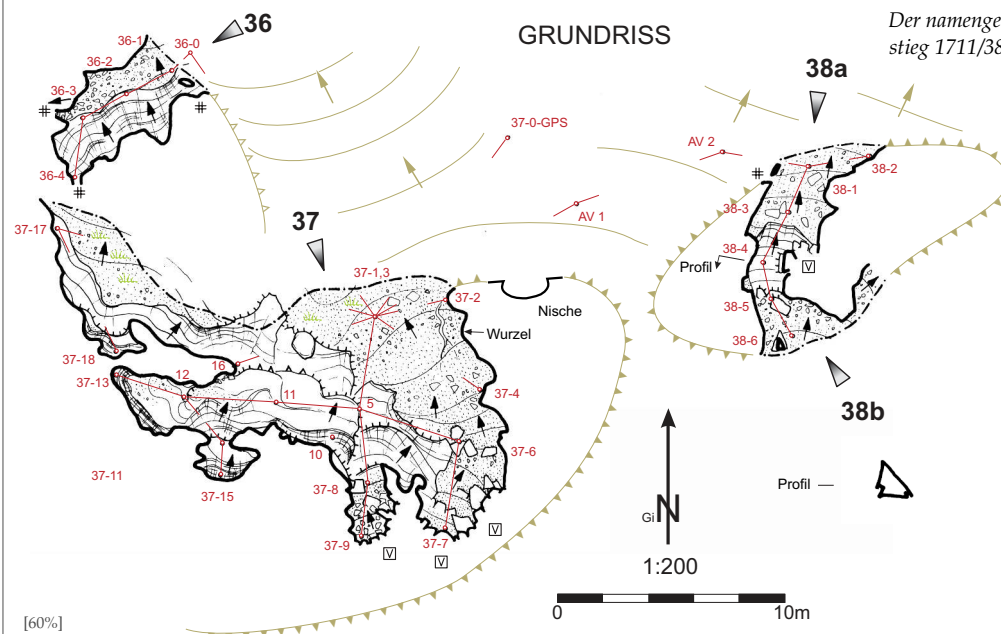 GRUNDRISS
Der namenge
stieg 1711/38
36
36-0
36-1
36-2
36-3
36-4
37
37-0-GPS
AV 1
AV 2
38a
38-1
38-2
38-3
38-4
Profil
V
38-5
38-6
38b
37-17
37-1,3
37-2
Nische
Wurzel
37-18
37-13
16
12
11
5
37-4
37-6
10
37-11
37-15
37-8
37-9
37-7
V
V
V
Profil
GiN
1:200
0
10m
[60%]